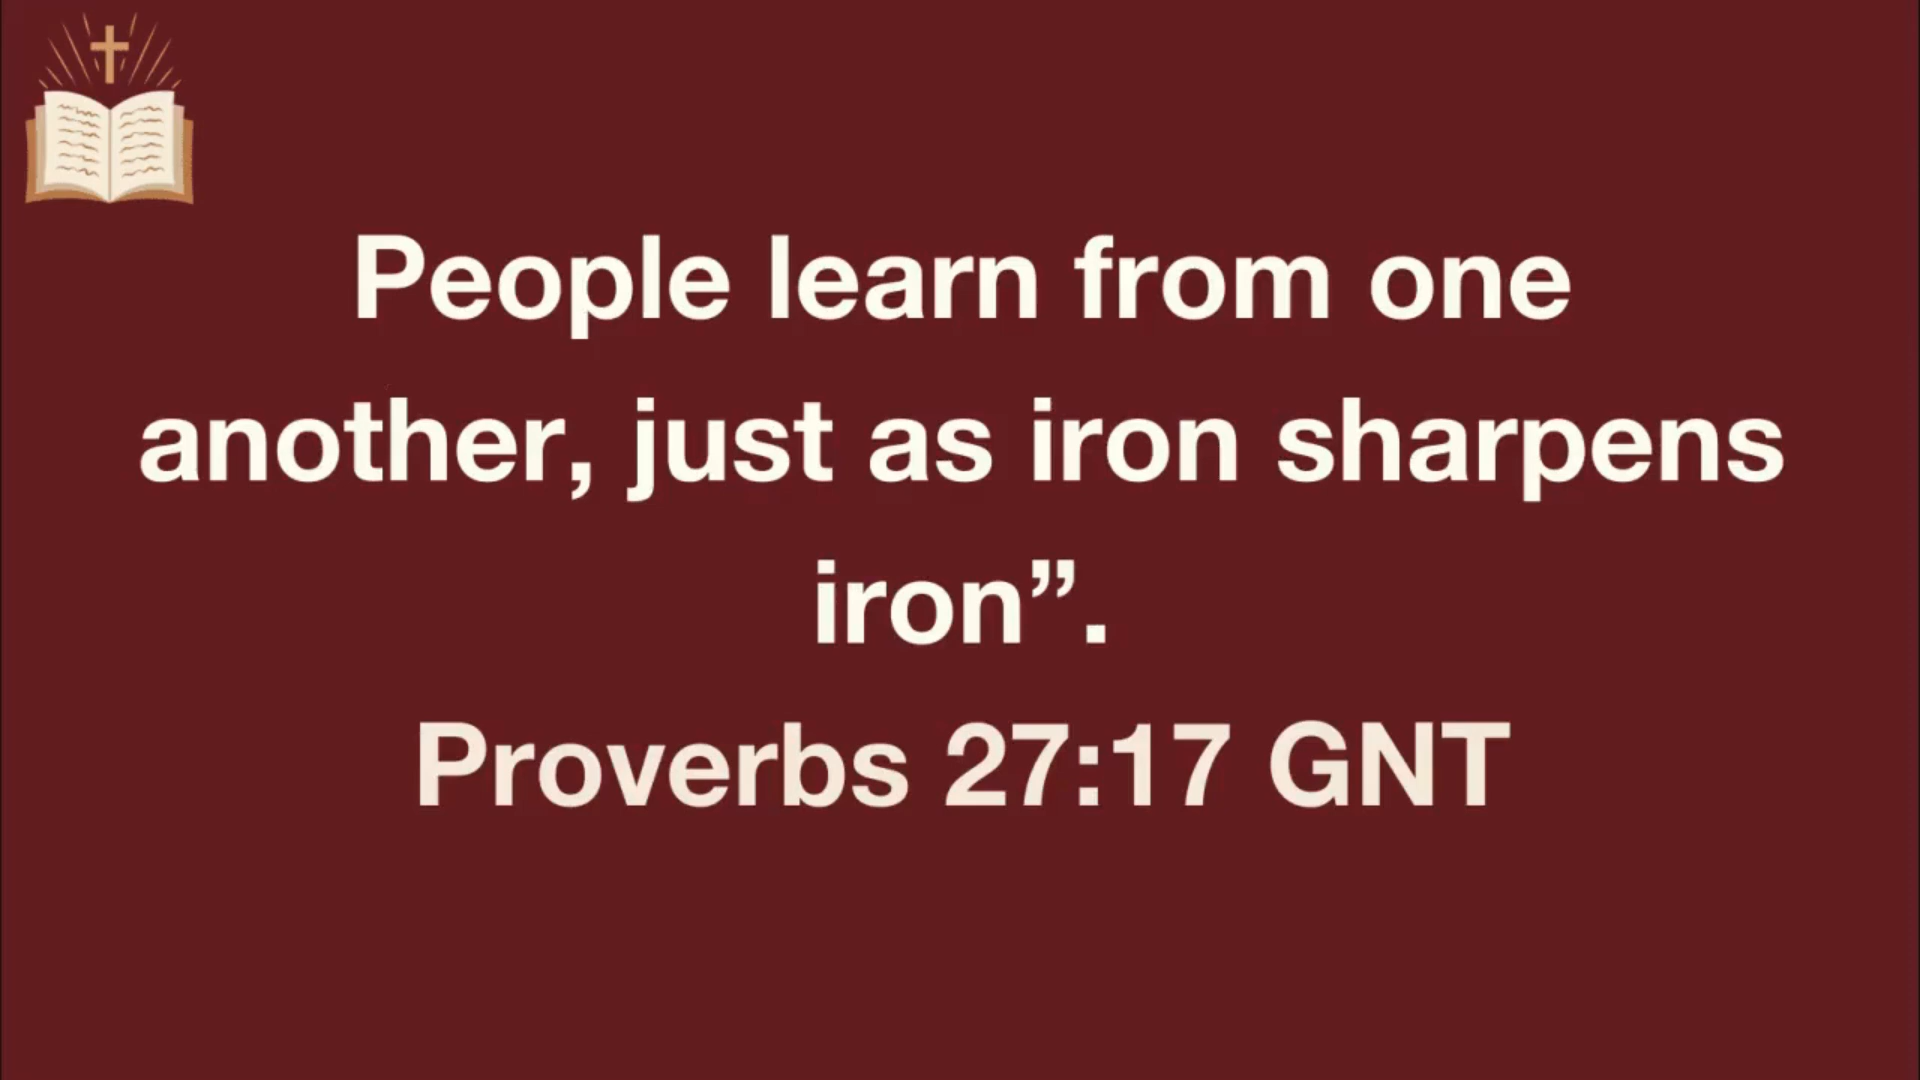 People learn from one
another, just as iron sharpens
iron”.
Proverbs 27:17 GNT